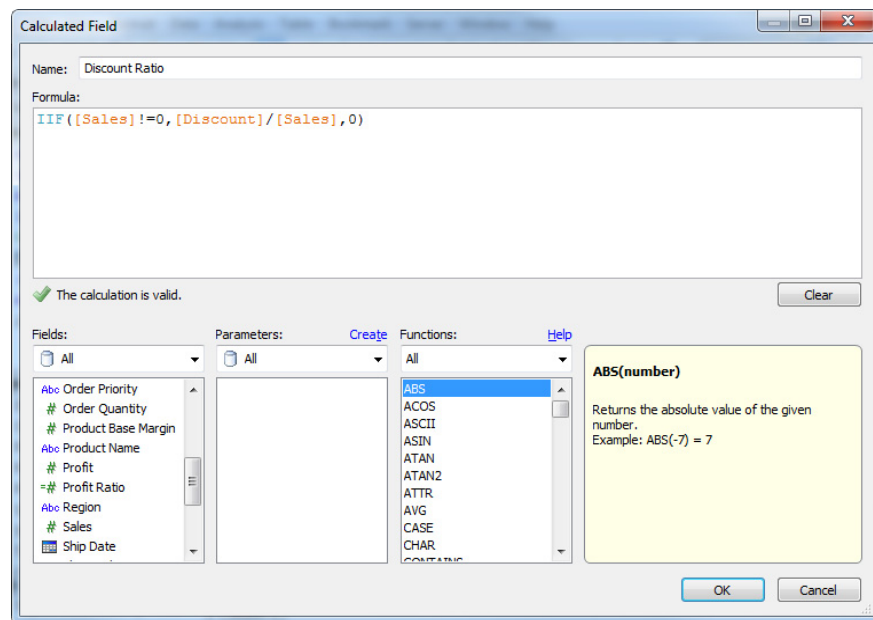 Calculated Field
Name: Discount Ratio
Formula:
IIF([Sales]!=0,[Discount]/[Sales],0)
The calculation is valid.
Clear
Fields:
All
Abc Order Priority
# Order Quantity
# Product Base Margin
Abc Product Name
# Profit
=# Profit Ratio
Abc Region
# Sales
Ship Date
Parameters: Create
All
Functions: Help
All
ABS
ACOS
ASCII
ASIN
ATAN
ATAN2
ATTR
AVG
CASE
CHAR
CONTAINS
ABS(number)
Returns the absolute value of the given
number.
Example: ABS(-7) = 7
OK
Cancel